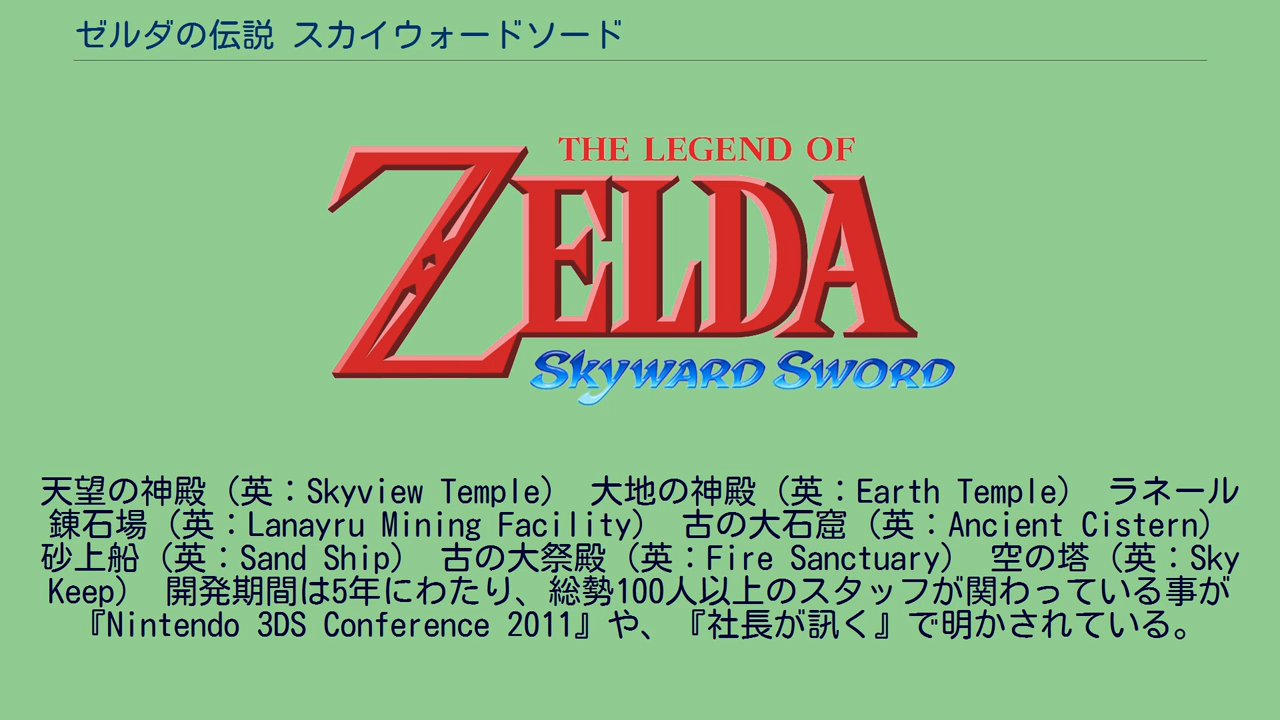 ゼルダの伝説 スカイウォードソード
THE LEGEND OF
ZELDA
SKYWARD SWORD
天望の神殿（英：Skyview Temple） 大地の神殿（英：Earth Temple） ラネール
錬石場（英：Lanayru Mining Facility） 古の大石窟（英：Ancient Cistern）
砂上船（英：Sand Ship） 古の大祭殿（英：Fire Sanctuary） 空の塔（英：Sky
Keep） 開発期間は5年にわたり、総勢100人以上のスタッフが関わっている事が
『Nintendo 3DS Conference 2011』や、『社長が訊く』で明かされている。